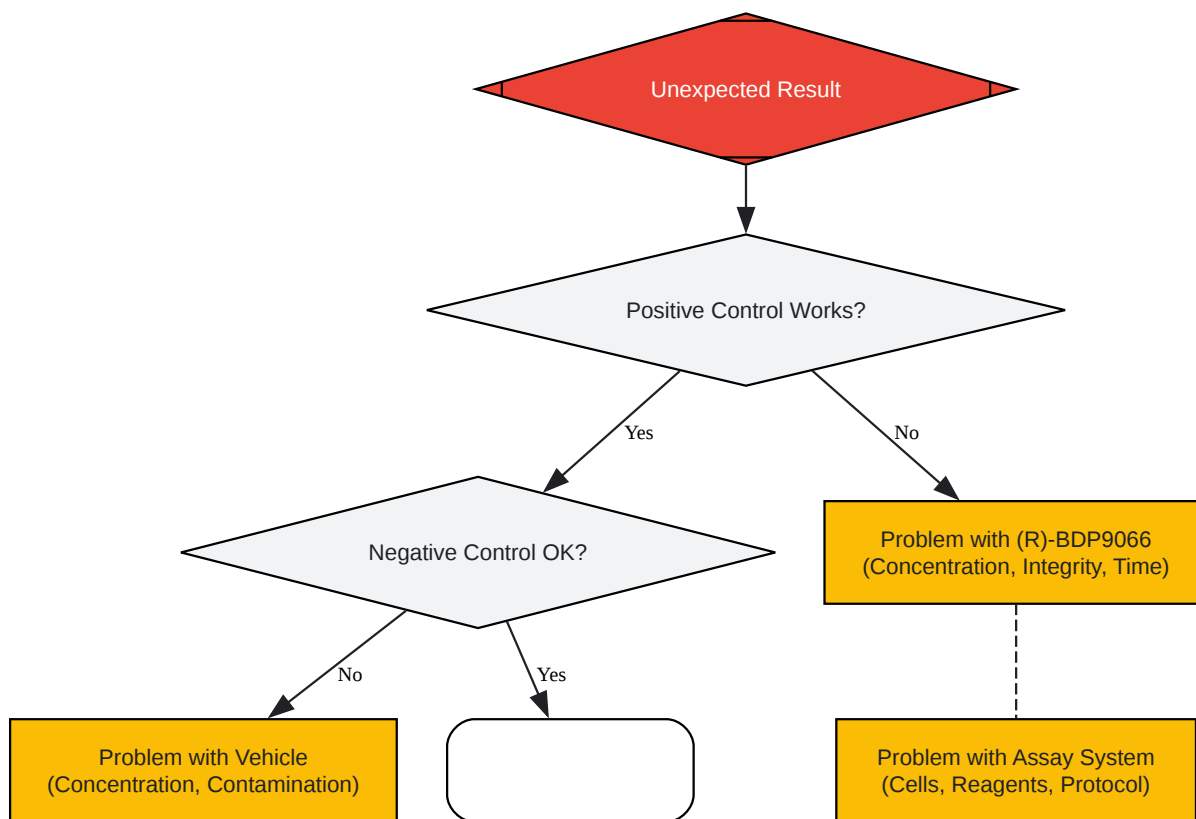 Unexpected Result
Positive Control Works?
Yes
No
Negative Control OK?
Problem with (R)-BDP9066
(Concentration, Integrity, Time)
No
Yes
Problem with Vehicle
(Concentration, Contamination)
Problem with Assay System
(Cells, Reagents, Protocol)